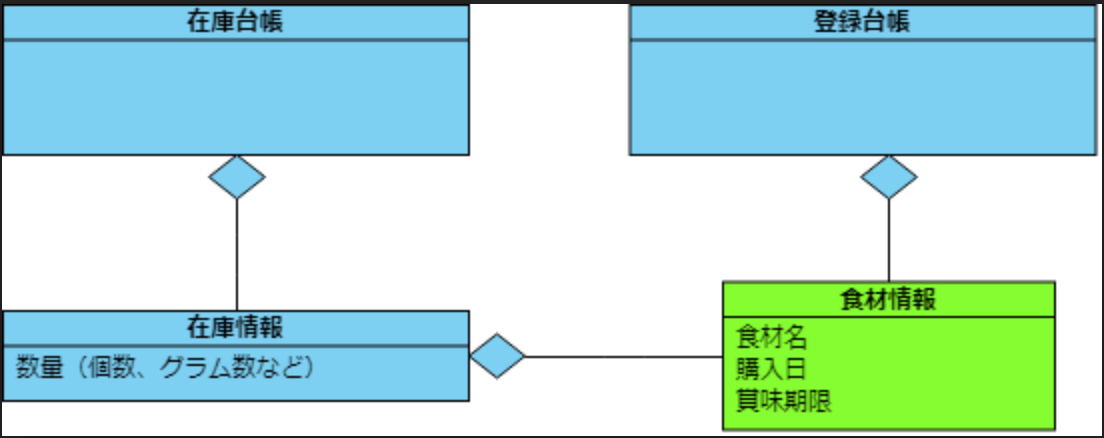 在庫台帳
登録台帳
在庫情報
数量（個数、グラム数など）
食材情報
食材名
購入日
賞味期限